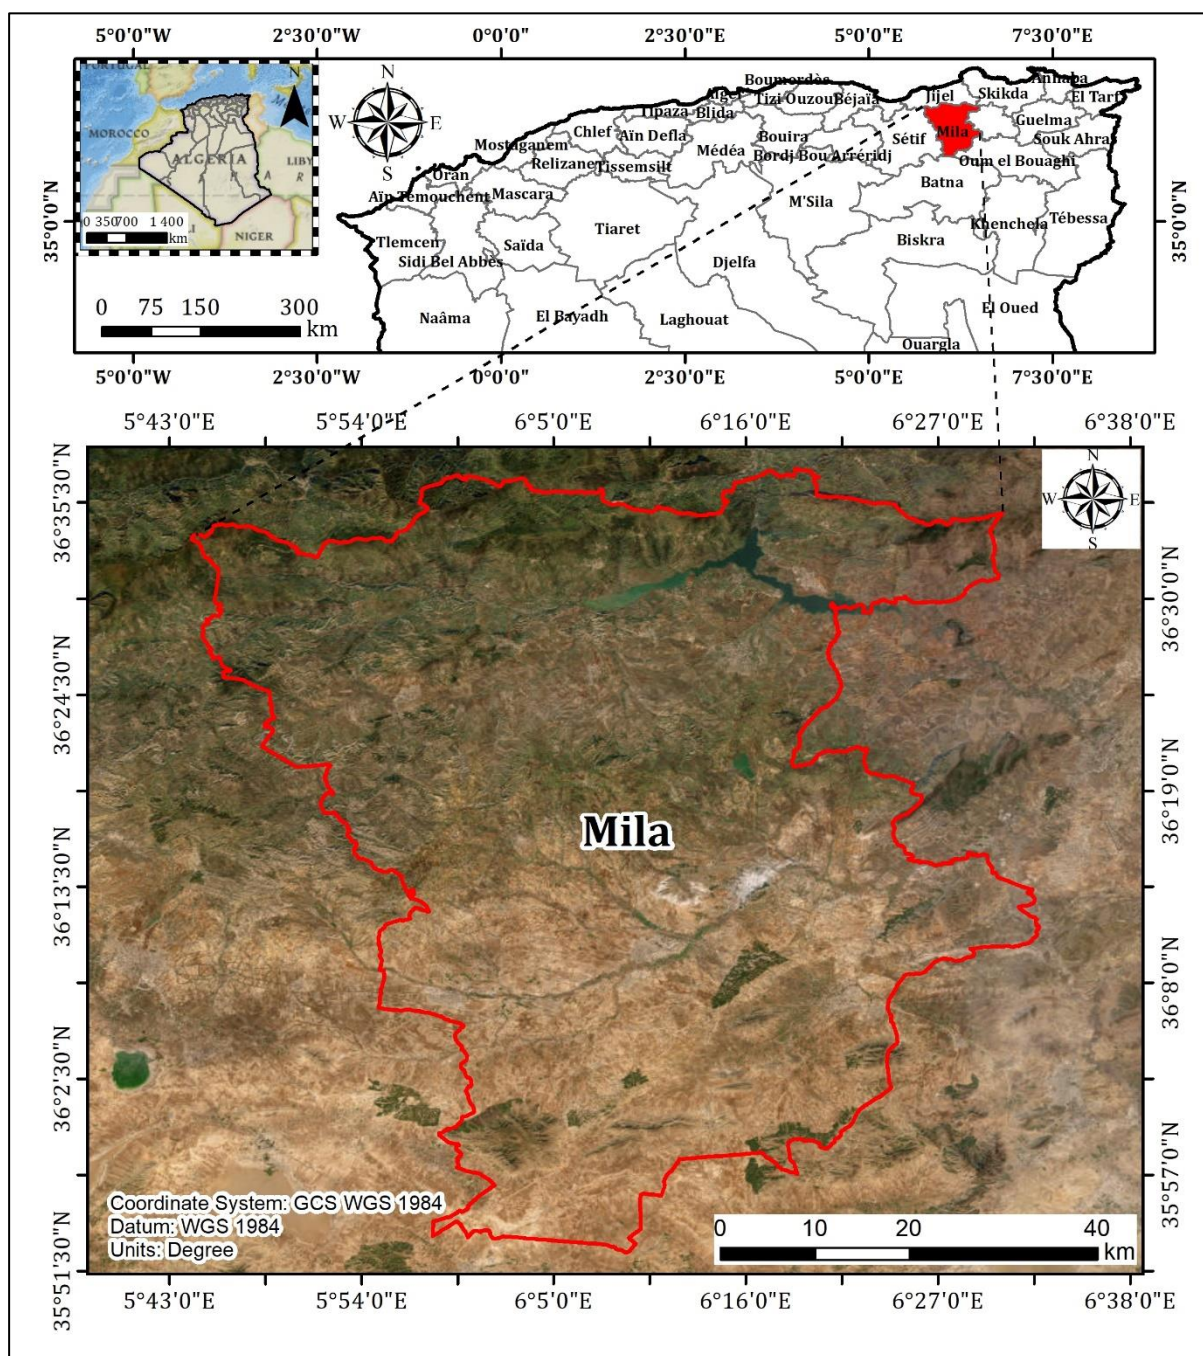 5°0'0"W 2°30'0"W 0°0'0" 2°30'0"E 5°0'0"E 7°30'0"E
PORTUGAL
MOROCCO
ALGERIA
SAHARA
LIBY
NIGER
N
0 350 700 1 400
km
N
W E
S
0 75 150 300
km
Boumerdès
Annaba
Alger
Tizi Ouzou
Béjaïa
Jijel
Skikda
El Tarf
Tipaza
Blida
Guelma
Chlef
Aïn Defla
Bouira
Sétif
Mila
Souk Ahras
Mostaganem
Médéa
Bordj Bou Arréridj
Oum el Bouaghi
Relizane
Tissemsilt
Oran
Batna
Aïn Temouchent
Mascara
M'Sila
Khenchela
Tébessa
Tiaret
Tlemcen
Saïda
Biskra
Sidi Bel Abbès
Djelfa
El Oued
Naâma
El Bayadh
Laghouat
Ouargla
35°0'0"N
35°0'0"N
5°0'0"W 2°30'0"W 0°0'0" 2°30'0"E 5°0'0"E 7°30'0"E
5°43'0"E 5°54'0"E 6°5'0"E 6°16'0"E 6°27'0"E 6°38'0"E
36°35'30"N
36°24'30"N
36°13'30"N
36°2'30"N
35°51'30"N
N
W E
S
Mila
36°30'0"N
36°19'0"N
36°8'0"N
35°57'0"N
Coordinate System: GCS WGS 1984
Datum: WGS 1984
Units: Degree
0 10 20 40
km
5°43'0"E 5°54'0"E 6°5'0"E 6°16'0"E 6°27'0"E 6°38'0"E